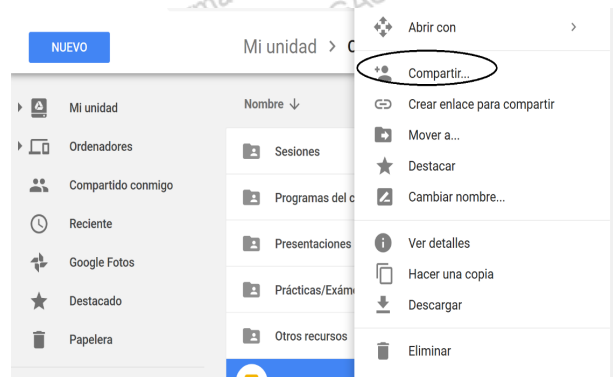 NUEVO
Mi unidad
Ordenadores
Compartido conmigo
Reciente
Google Fotos
Destacado
Papelera
Mi unidad >
Nombre ↓
Sesiones
Programas del c
Presentaciones
Prácticas/Exám
Otros recursos
Abrir con >
Compartir...
Crear enlace para compartir
Mover a...
Destacar
Cambiar nombre...
Ver detalles
Hacer una copia
Descargar
Eliminar